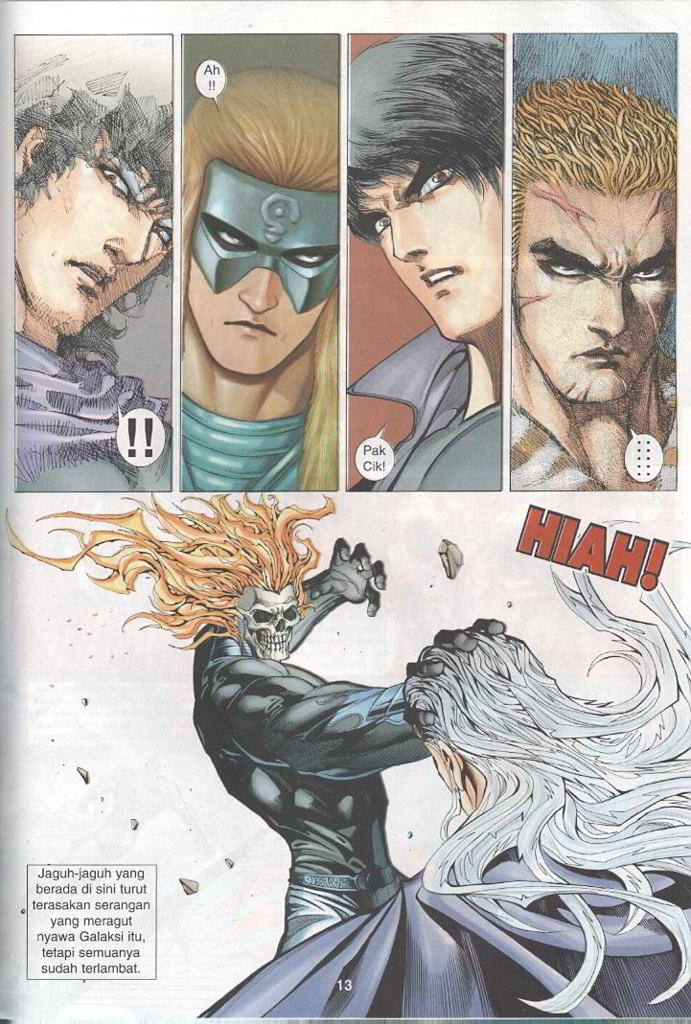 Ah
!!
!!
Pak
Cik!
HIAH!
Jaguh-jaguh yang
berada di sini turut
terasakan serangan
yang meragut
nyawa Galaksi itu,
tetapi semuanya
sudah terlambat.
13